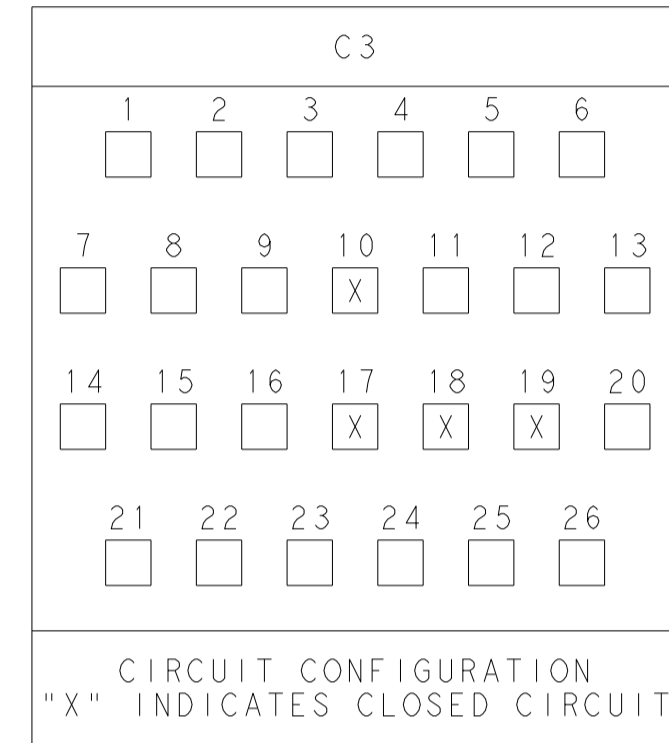 C3
1 2 3 4 5 6
7 8 9 10 11 12 13
X
14 15 16 17 18 19 20
X X X
21 22 23 24 25 26
CIRCUIT CONFIGURATION
"X" INDICATES CLOSED CIRCUIT